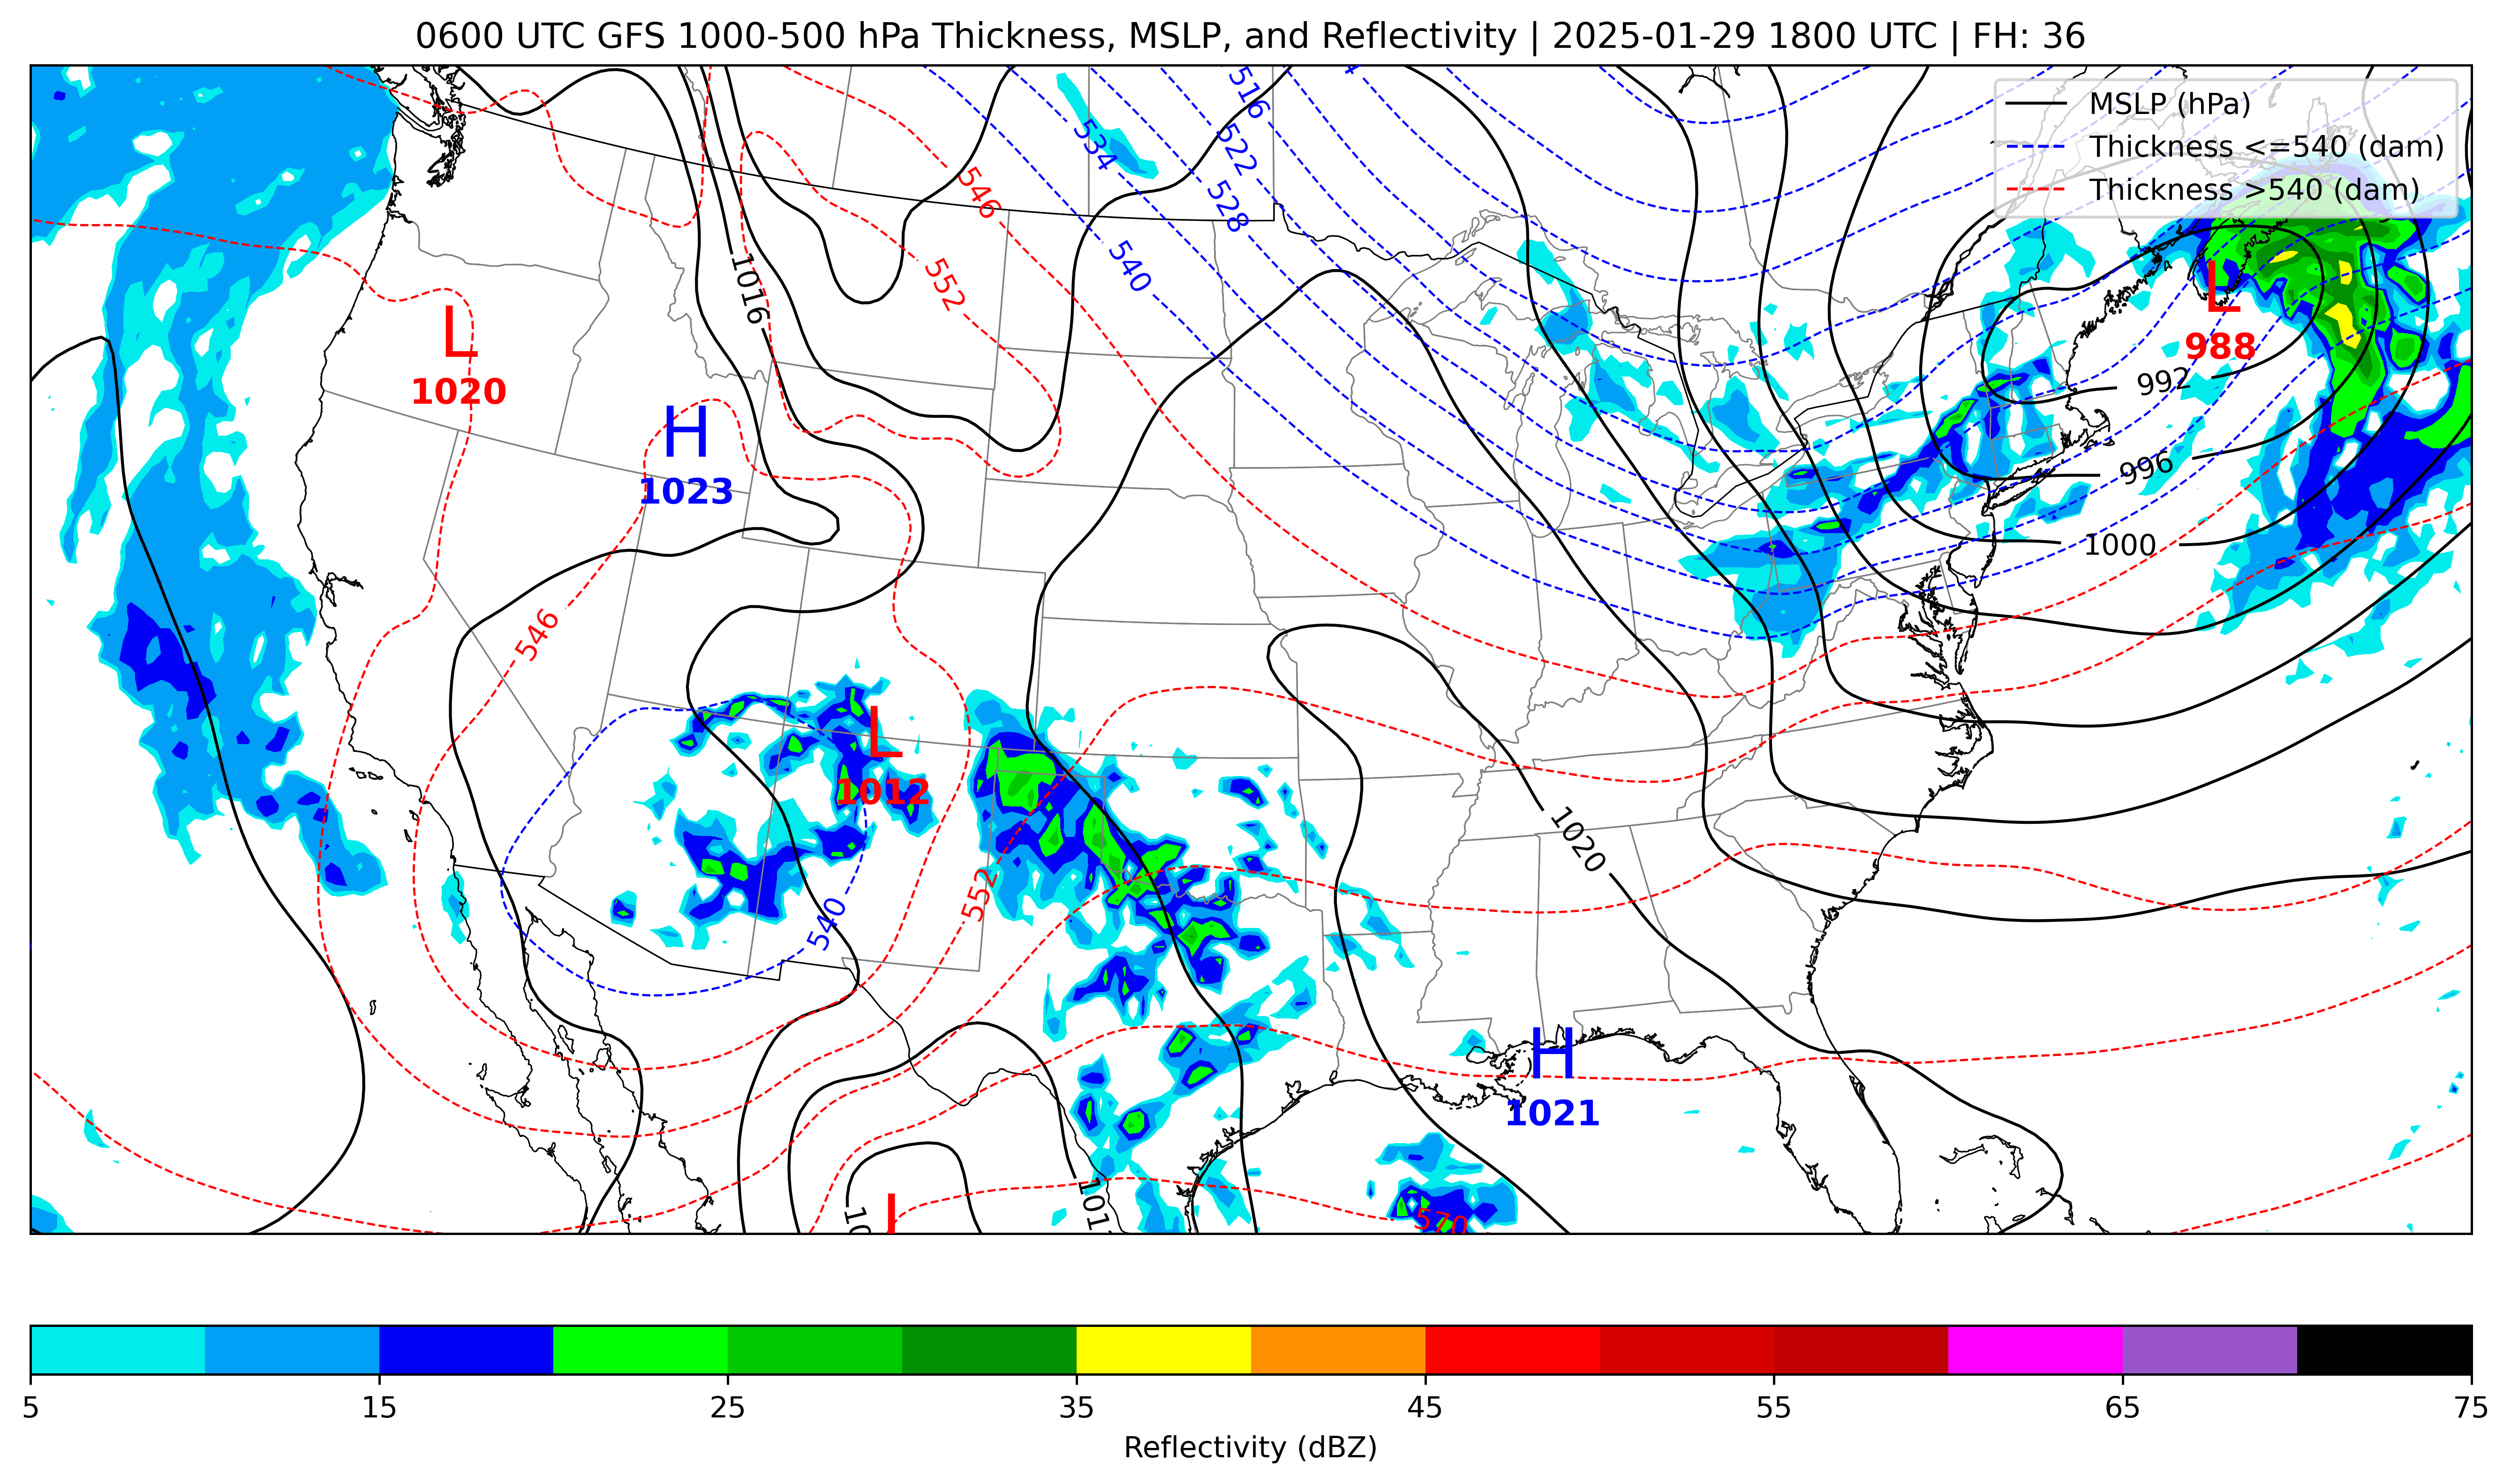 0600 UTC GFS 1000-500 hPa Thickness, MSLP, and Reflectivity | 2025-01-29 1800 UTC | FH: 36
MSLP (hPa)
Thickness <=540 (dam)
Thickness >540 (dam)
516
534
522
546
528
540
552
1016
L
1020
L
988
992
H
1023
996
1000
546
L
1012
1020
552
540
H
1021
L
570
5 15 25 35 45 55 65 75
Reflectivity (dBZ)